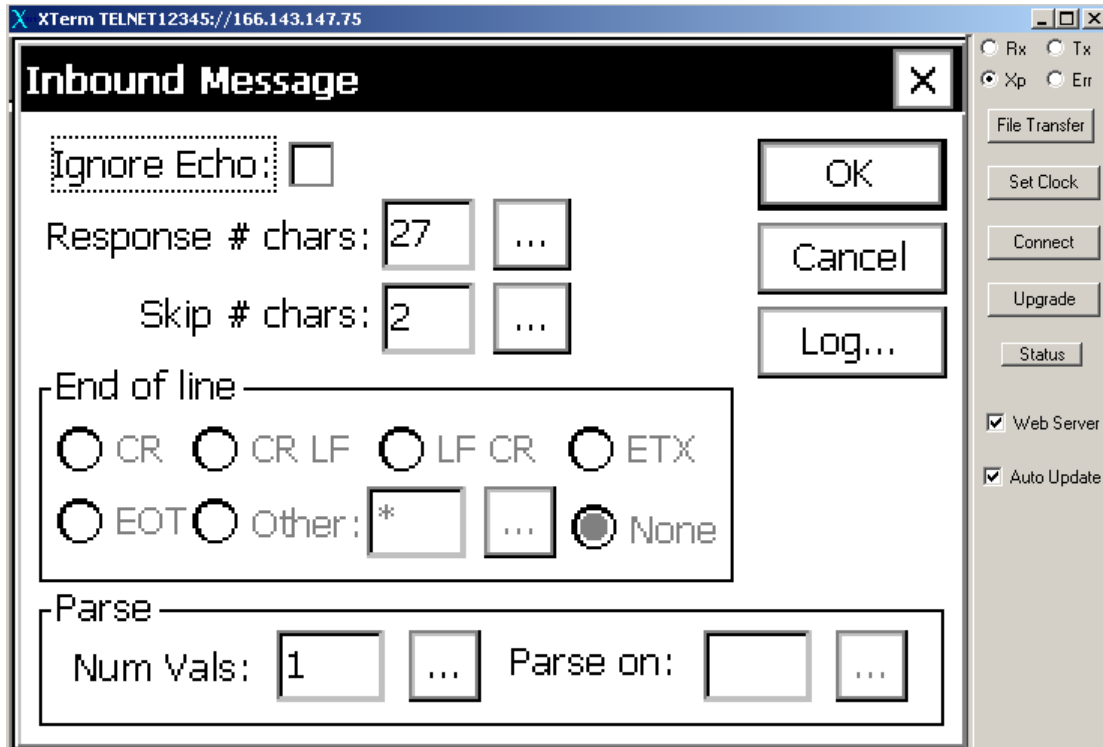 XTerm TELNET12345://166.143.147.75
Rx Tx
Xp Err
Inbound Message
File Transfer
Ignore Echo:
OK
Set Clock
Response # chars: 27 ...
Cancel
Connect
Skip # chars: 2 ...
Log...
Upgrade
Status
End of line
CR CR LF LF CR ETX
Web Server
EOT Other: * ... None
Auto Update
Parse
Num Vals: 1 ... Parse on: ...